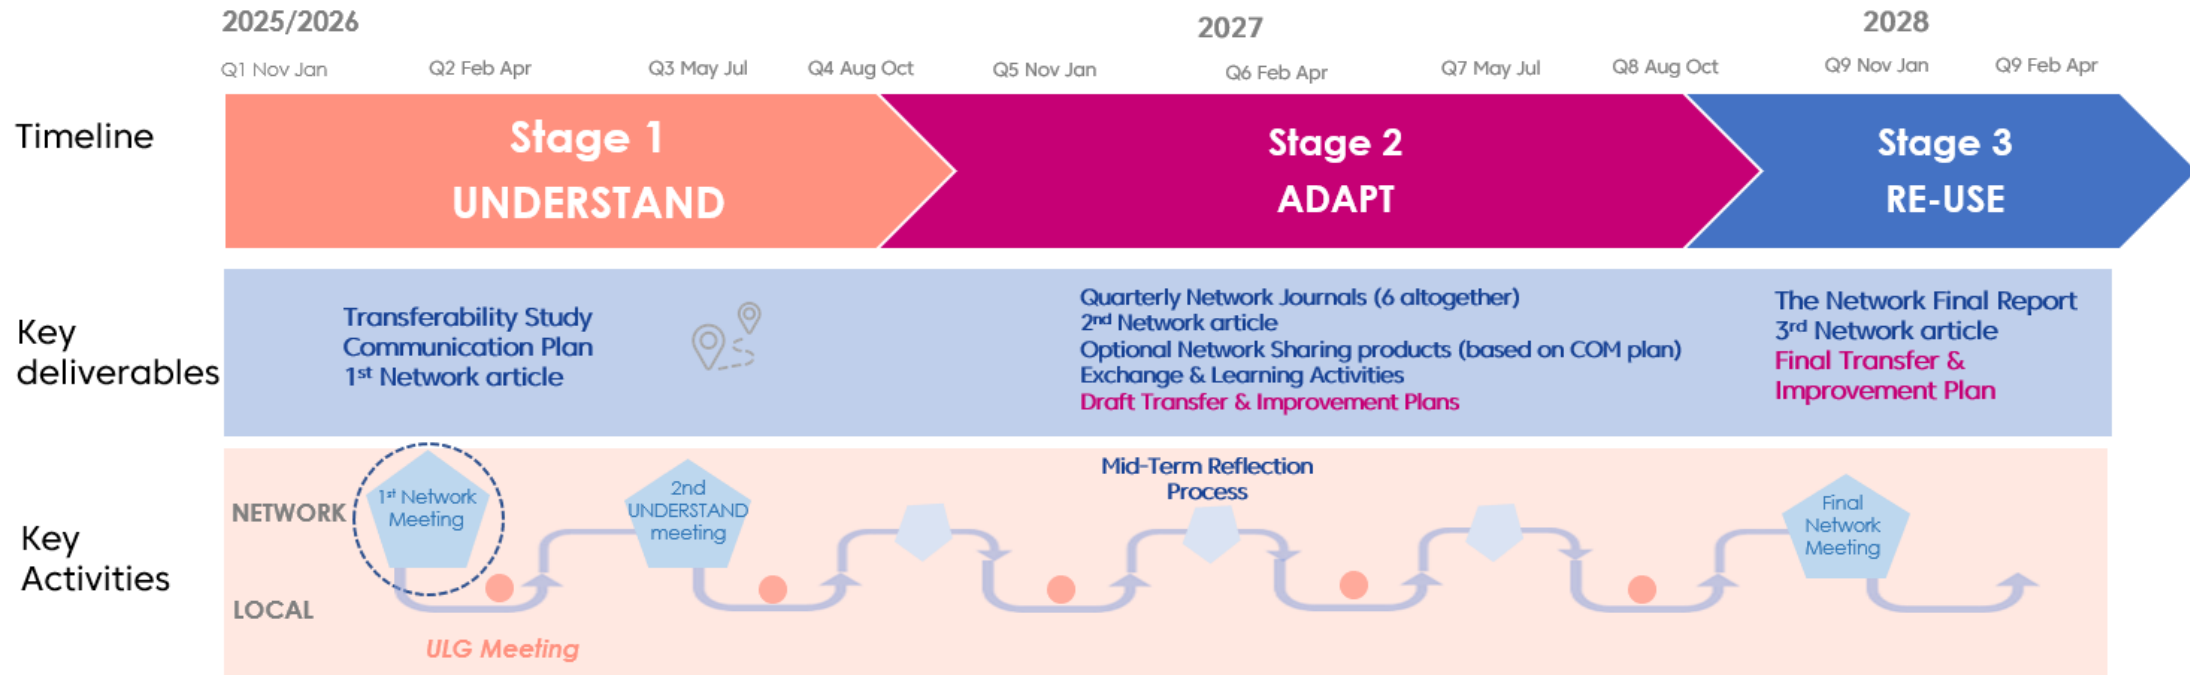 2025/2026
2027
2028
Q1 Nov Jan
Q2 Feb Apr
Q3 May Jul
Q4 Aug Oct
Q5 Nov Jan
Q6 Feb Apr
Q7 May Jul
Q8 Aug Oct
Q9 Nov Jan
Q9 Feb Apr
Timeline
Stage 1
UNDERSTAND
Stage 2
ADAPT
Stage 3
RE-USE
Key
deliverables
Transferability Study
Communication Plan
1st Network article
Quarterly Network Journals (6 altogether)
2nd Network article
Optional Network Sharing products (based on COM plan)
Exchange & Learning Activities
Draft Transfer & Improvement Plans
The Network Final Report
3rd Network article
Final Transfer &
Improvement Plan
Key
Activities
NETWORK
1st Network
Meeting
2nd
UNDERSTAND
meeting
Mid-Term Reflection
Process
Final
Network
Meeting
LOCAL
ULG Meeting